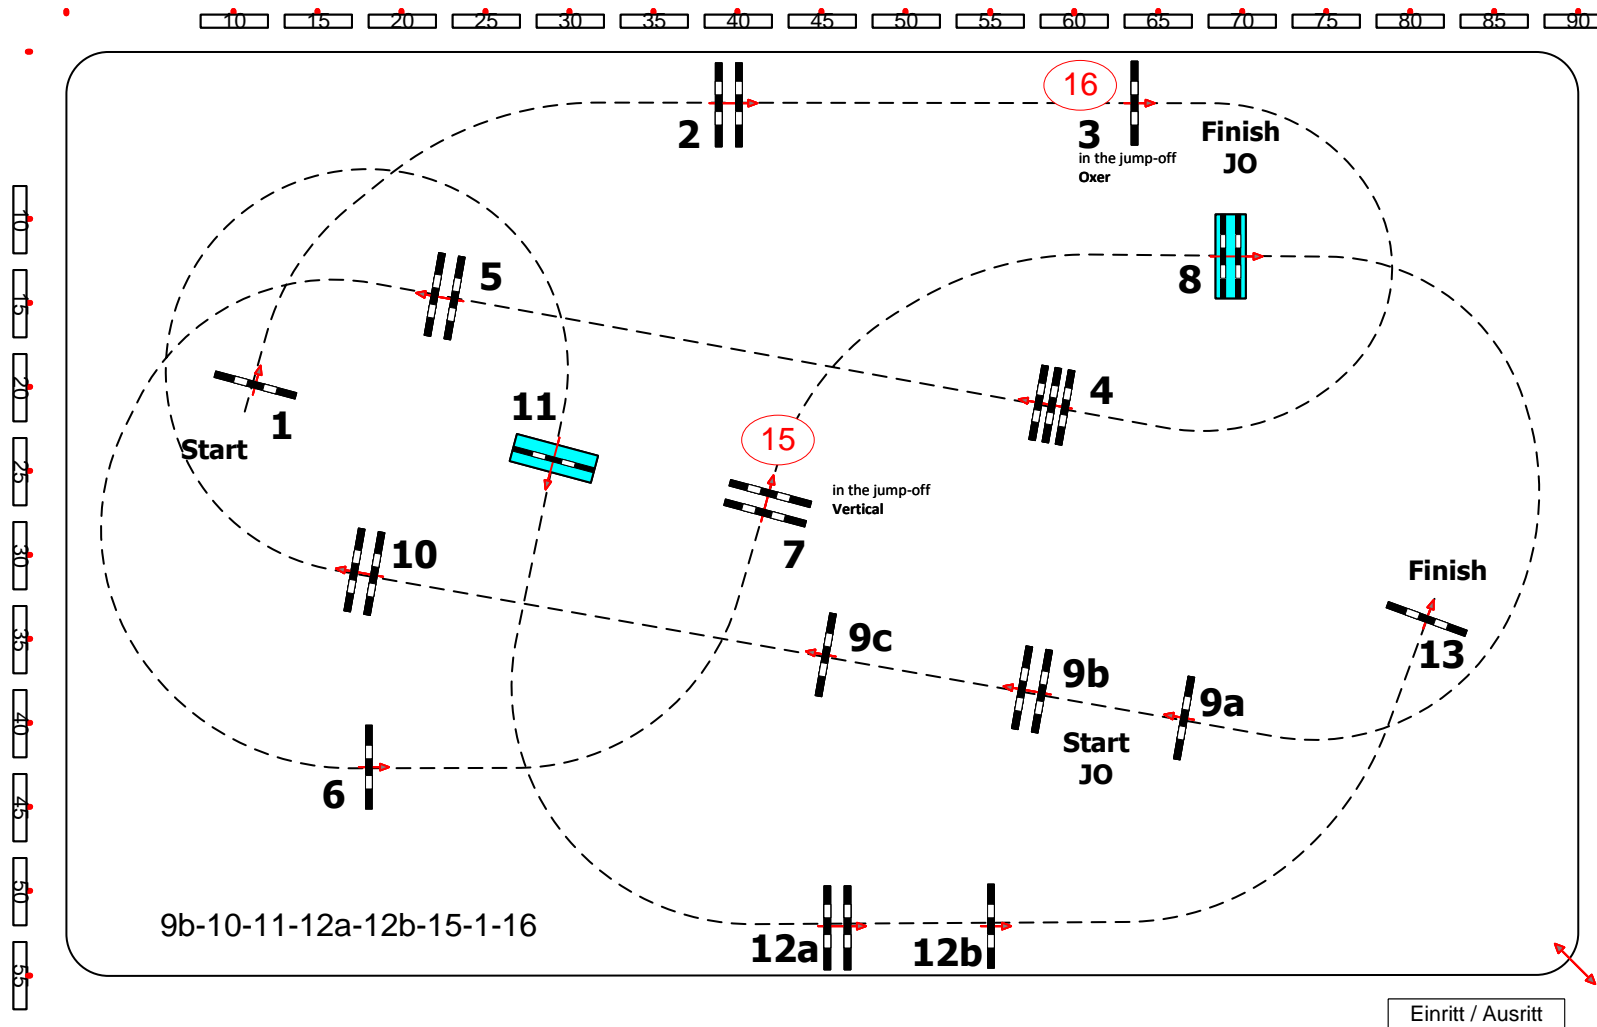 10 15 20 25 30 35 40 45 50 55 60 65 70 75 80 85 90
16
2
3
in the jump-off
Oxer
Finish
JO
10
5
8
15
4
20
11
1
Start
15
25
in the jump-off
Vertical
7
10
30
Finish
9c
13
35
9b
9a
Start
JO
40
6
45
50
9b-10-11-12a-12b-15-1-16
12a
12b
55
Einritt / Ausritt